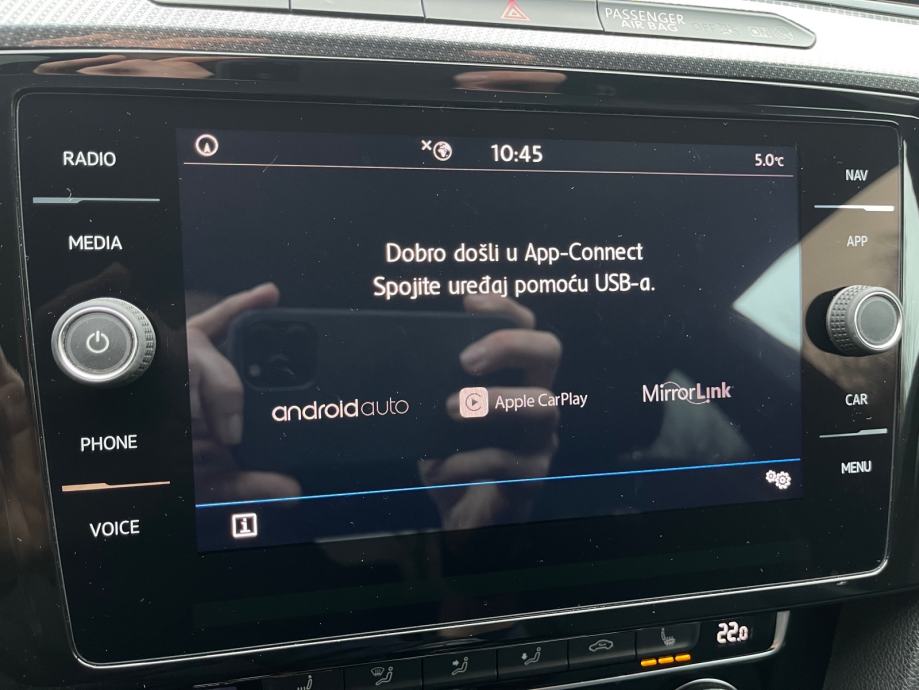 PASSENGER
AIR BAG
RADIO
MEDIA
PHONE
VOICE
10:45
5.0°C
Dobro došli u App-Connect
Spojite uređaj pomoću USB-a.
androidauto
Apple CarPlay
MirrorLink
i
NAV
APP
CAR
MENU
22.0